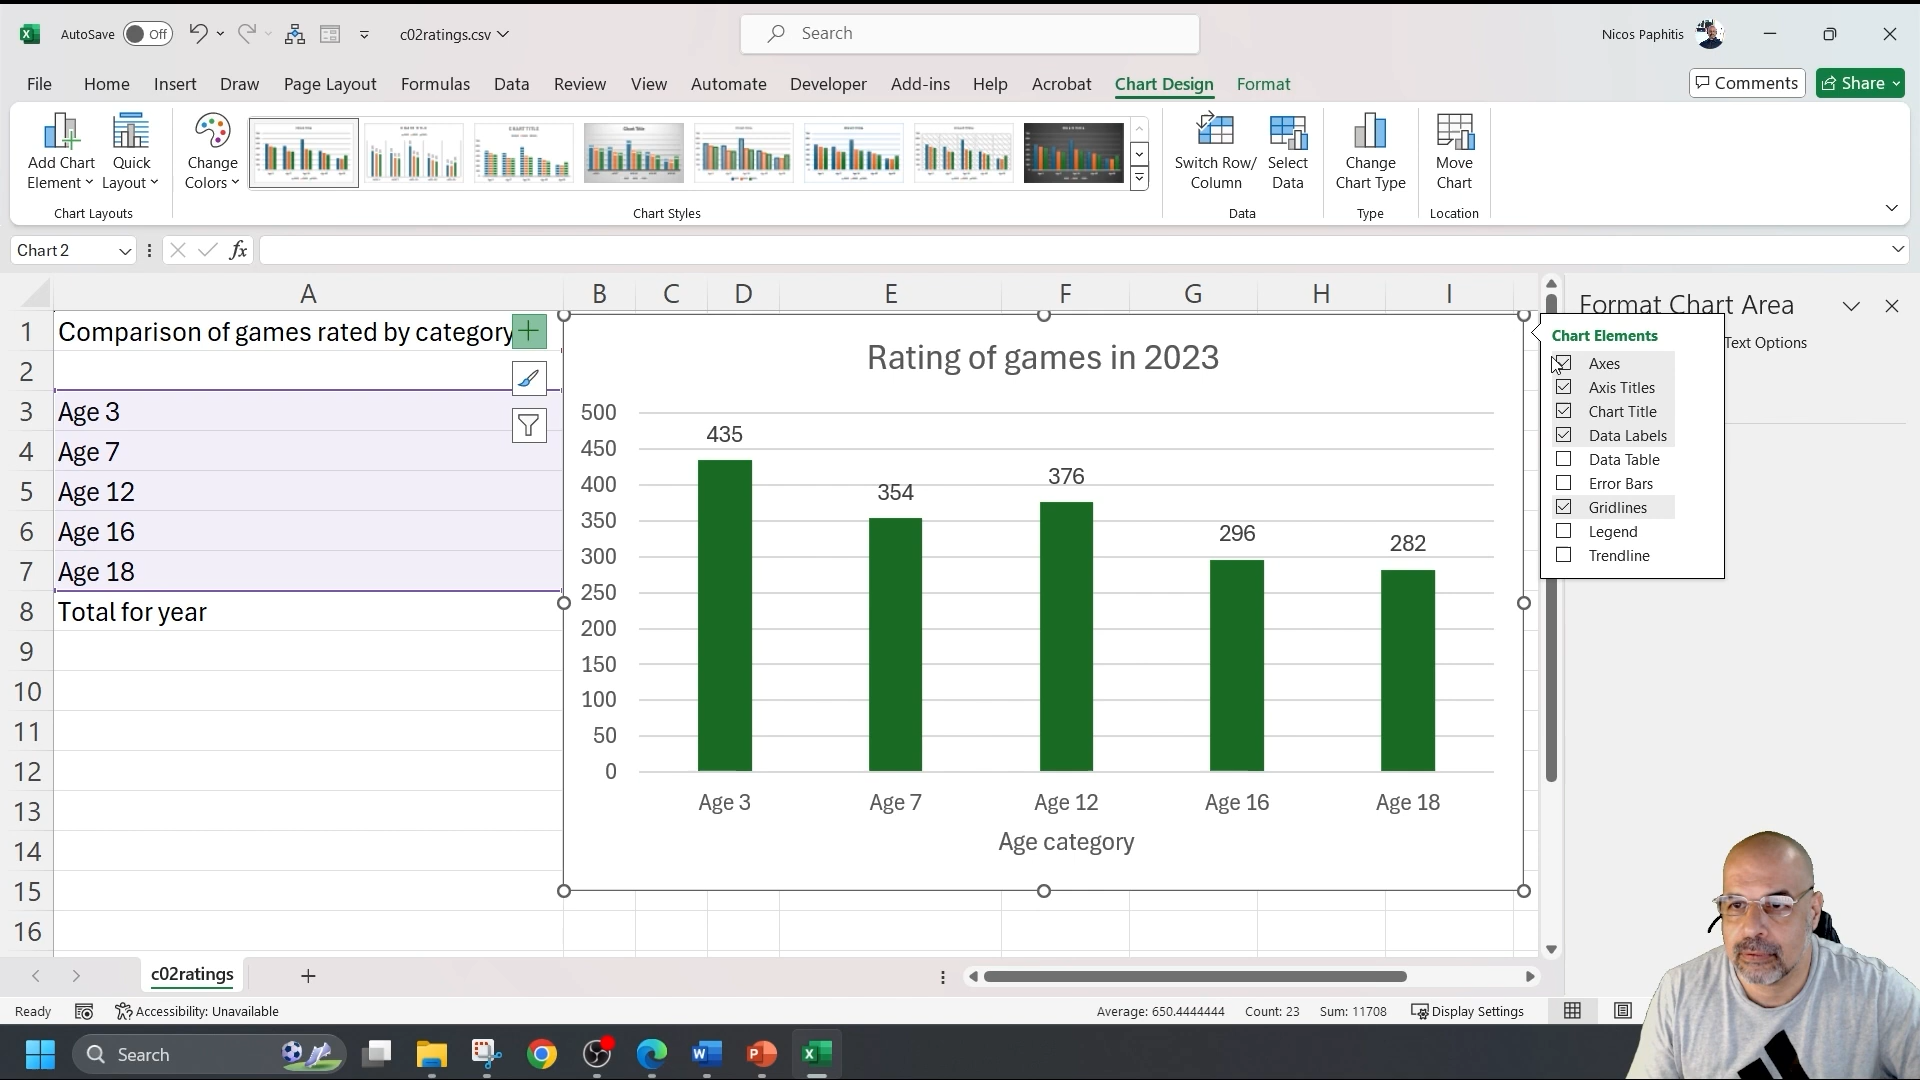 AutoSave Off c02ratings.csv Search Nicos Paphitis
File Home Insert Draw Page Layout Formulas Data Review View Automate Developer Add-ins Help Acrobat Chart Design Format Comments Share
Add Chart Element Quick Layout Change Colors Switch Row/ Column Select Data Change Chart Type Move Chart
Chart Layouts Chart Styles Data Type Location
Chart 2 fx
A B C D E F G H I
Format Chart Area
Text Options
1 Comparison of games rated by category
2
3 Age 3
4 Age 7
5 Age 12
6 Age 16
7 Age 18
8 Total for year
9
10
11
12
13
14
15
16
Rating of games in 2023
500
450
400
350
300
250
200
150
100
50
0
435
354
376
296
282
Age 3 Age 7 Age 12 Age 16 Age 18
Age category
Chart Elements
Axes
Axis Titles
Chart Title
Data Labels
Data Table
Error Bars
Gridlines
Legend
Trendline
c02ratings
Ready Accessibility: Unavailable Average: 650.4444444 Count: 23 Sum: 11708 Display Settings
Search